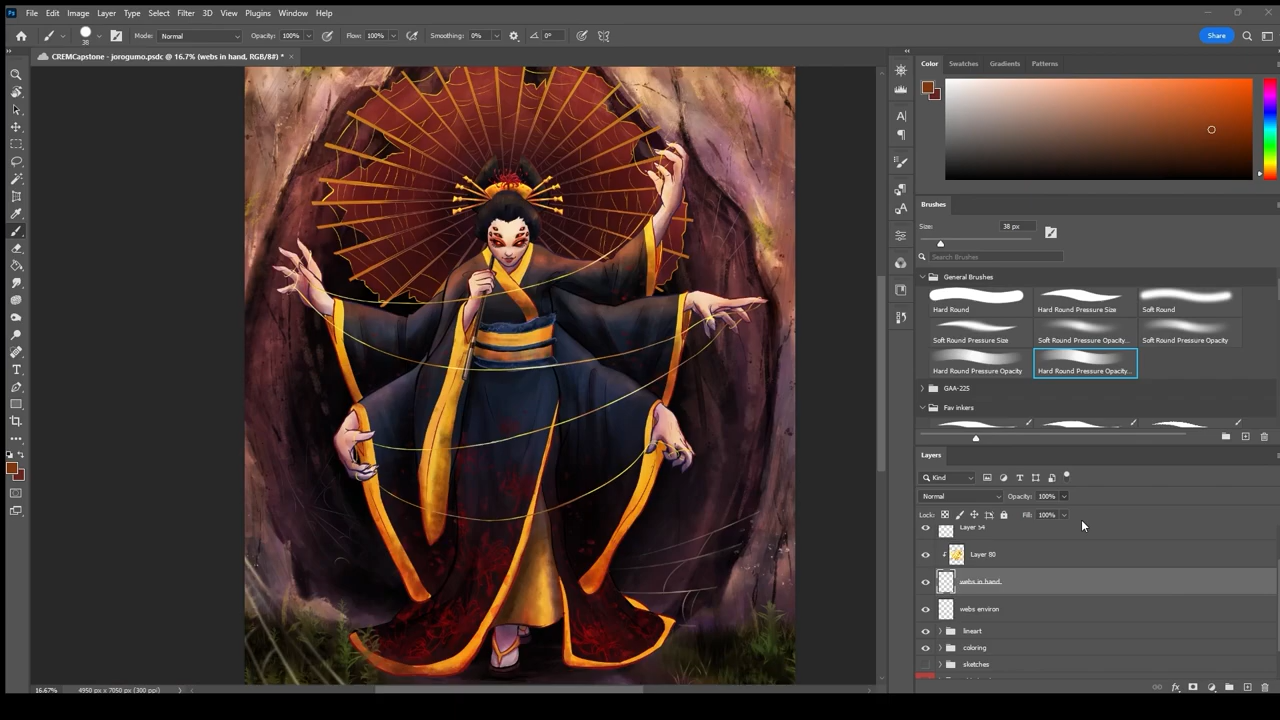 Ps File Edit Image Layer Type Select Filter 3D View Plugins Window Help
38 Mode: Normal Opacity: 100% Flow: 100% Smoothing: 0% 0° Share
CREMCapstone - jorogumo.psdc @ 16.7% (webs in hand, RGB/8#) *
Color Swatches Gradients Patterns
Brushes
Size: 38 px
Search Brushes
General Brushes
Hard Round Hard Round Pressure Size Soft Round
Soft Round Pressure Size Soft Round Pressure Opacity... Soft Round Pressure Opacity
Hard Round Pressure Opacity Hard Round Pressure Opacity...
GAA-225
Fav inkers
Layers
Kind
Normal Opacity: 100%
Lock: Fill: 100%
Layer 54
Layer 80
webs in hand
webs environ
lineart
coloring
sketches
16.67% 4950 px x 7050 px (300 ppi)